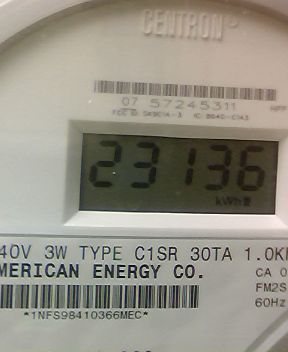 CENTRON®
07 57245311
23136
kWh
40V 3W TYPE C1SR 30TA 1.0K
MERICAN ENERGY CO.
CA 0
FM2S
60Hz
*1NFS98410366MEC*